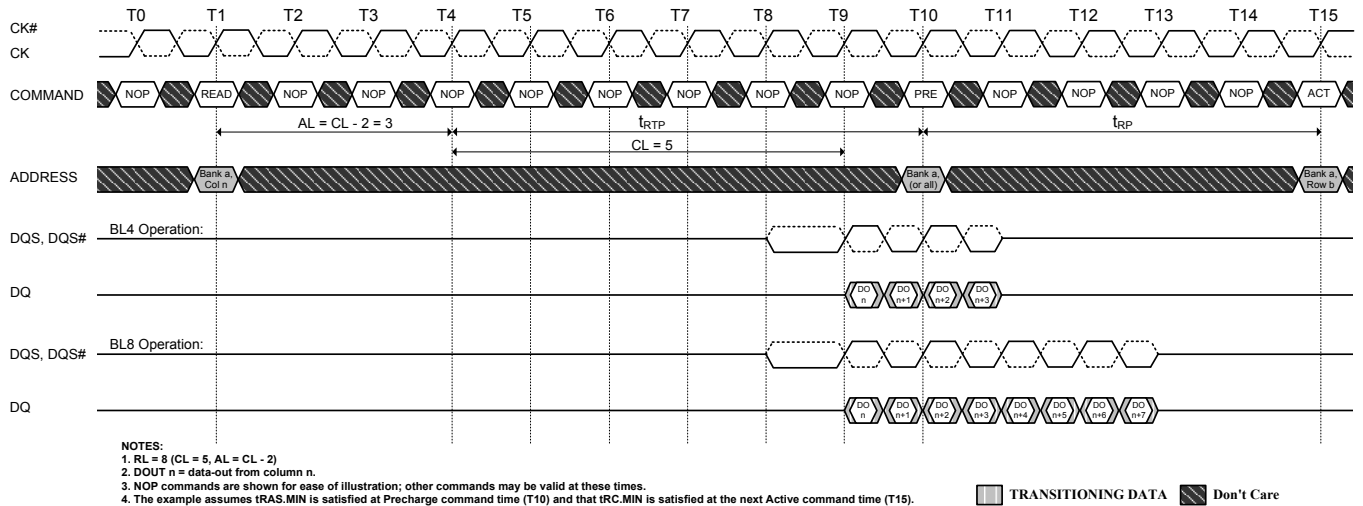 T0 T1 T2 T3 T4 T5 T6 T7 T8 T9 T10 T11 T12 T13 T14 T15
CK#
CK
COMMAND NOP READ NOP NOP NOP NOP NOP NOP NOP NOP PRE NOP NOP NOP NOP ACT
AL = CL - 2 = 3 tRTP tRP
CL = 5
ADDRESS Bank a, Col n Bank a, (or all) Bank a, Row b
BL4 Operation:
DQS, DQS#
DQ DO n DO n+1 DO n+2 DO n+3
BL8 Operation:
DQS, DQS#
DQ DO n DO n+1 DO n+2 DO n+3 DO n+4 DO n+5 DO n+6 DO n+7
NOTES:
1. RL = 8 (CL = 5, AL = CL - 2)
2. DOUT n = data-out from column n.
3. NOP commands are shown for ease of illustration; other commands may be valid at these times.
4. The example assumes tRAS.MIN is satisfied at Precharge command time (T10) and that tRC.MIN is satisfied at the next Active command time (T15).
TRANSITIONING DATA Don't Care